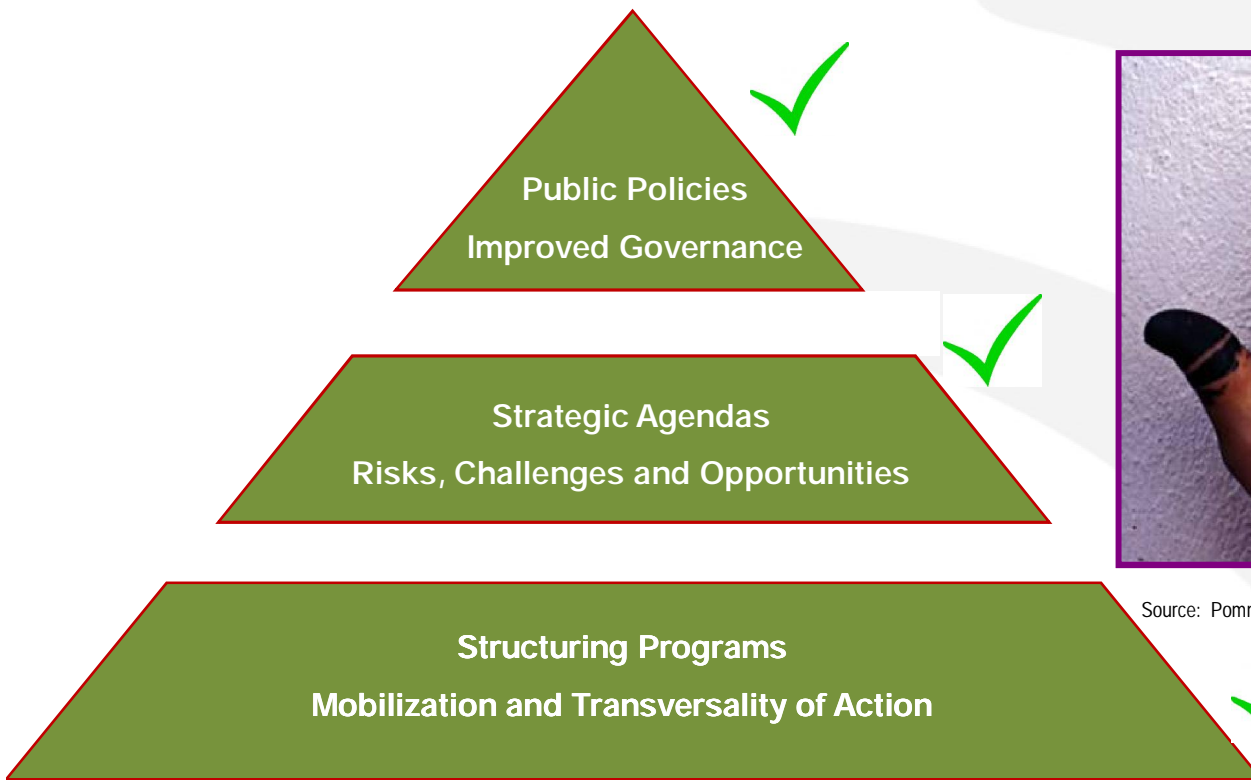 Public Policies
Improved Governance
Strategic Agendas
Risks, Challenges and Opportunities
Structuring Programs
Mobilization and Transversality of Action
Source: